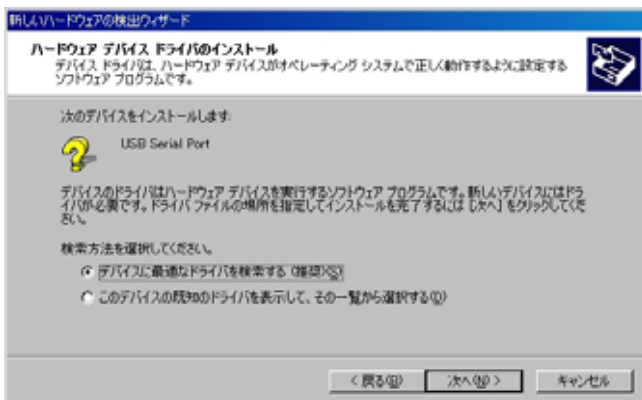 新しいハードウェアの検出ウィザード
ハードウェア デバイス ドライバのインストール
デバイス ドライバは、ハードウェア デバイスがオペレーティング システムで正しく動作するように設定する
ソフトウェア プログラムです。
次のデバイスをインストールします:
USB Serial Port
デバイスのドライバはハードウェア デバイスを実行するソフトウェア プログラムです。新しいデバイスにはドラ
イバが必要です。ドライバ ファイルの場所を指定してインストールを完了するには [次へ] をクリックしてくだ
さい。
検索方法を選択してください。
デバイスに最適なドライバを検索する (推奨)(S)
このデバイスの既知のドライバを表示して、その一覧から選択する(D)
< 戻る(B)
次へ(N) >
キャンセル